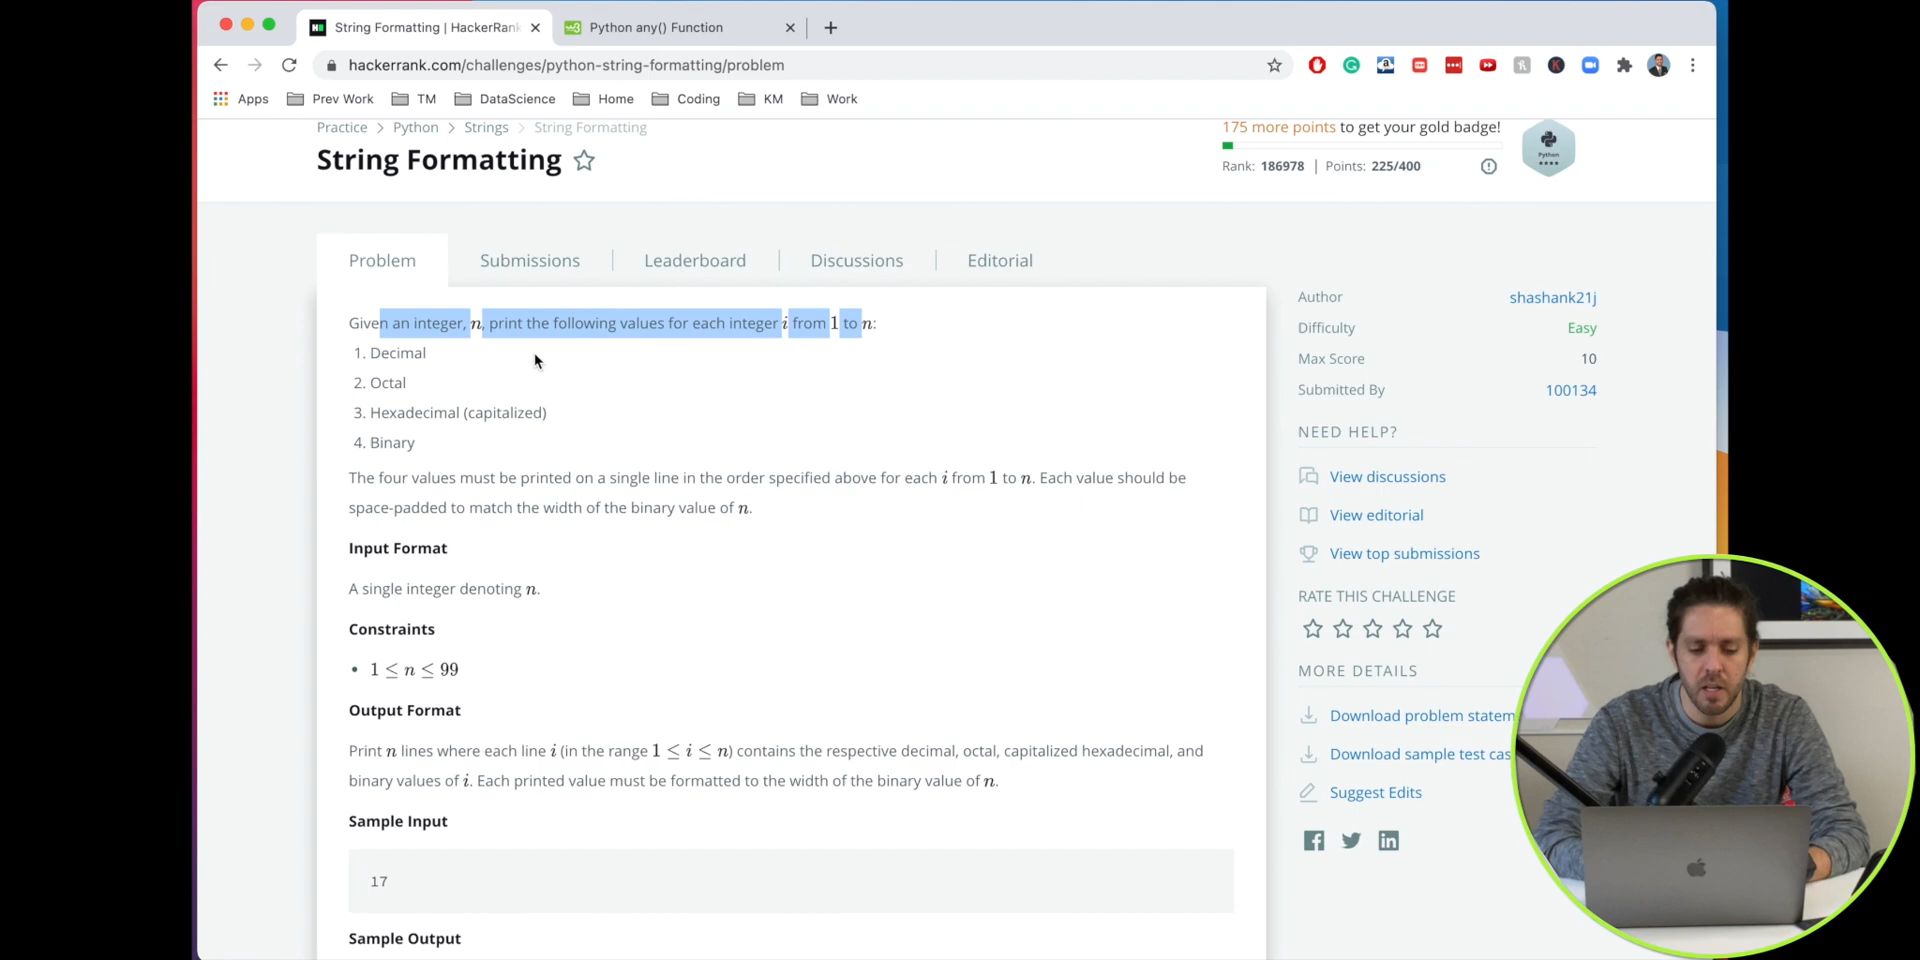 String Formatting | HackerRank
Python any() Function
hackerrank.com/challenges/python-string-formatting/problem
Apps
Prev Work
TM
DataScience
Home
Coding
KM
Work
Practice > Python > Strings > String Formatting
String Formatting
175 more points to get your gold badge!
Rank: 186978 | Points: 225/400
Python
Problem
Submissions
Leaderboard
Discussions
Editorial
Given an integer, n, print the following values for each integer i from 1 to n:
1. Decimal
2. Octal
3. Hexadecimal (capitalized)
4. Binary
The four values must be printed on a single line in the order specified above for each i from 1 to n. Each value should be
space-padded to match the width of the binary value of n.
Input Format
A single integer denoting n.
Constraints
• 1 ≤ n ≤ 99
Output Format
Print n lines where each line i (in the range 1 ≤ i ≤ n) contains the respective decimal, octal, capitalized hexadecimal, and
binary values of i. Each printed value must be formatted to the width of the binary value of n.
Sample Input
17
Sample Output
Author shashank21j
Difficulty Easy
Max Score 10
Submitted By 100134
NEED HELP?
View discussions
View editorial
View top submissions
RATE THIS CHALLENGE
MORE DETAILS
Download problem statem
Download sample test cas
Suggest Edits